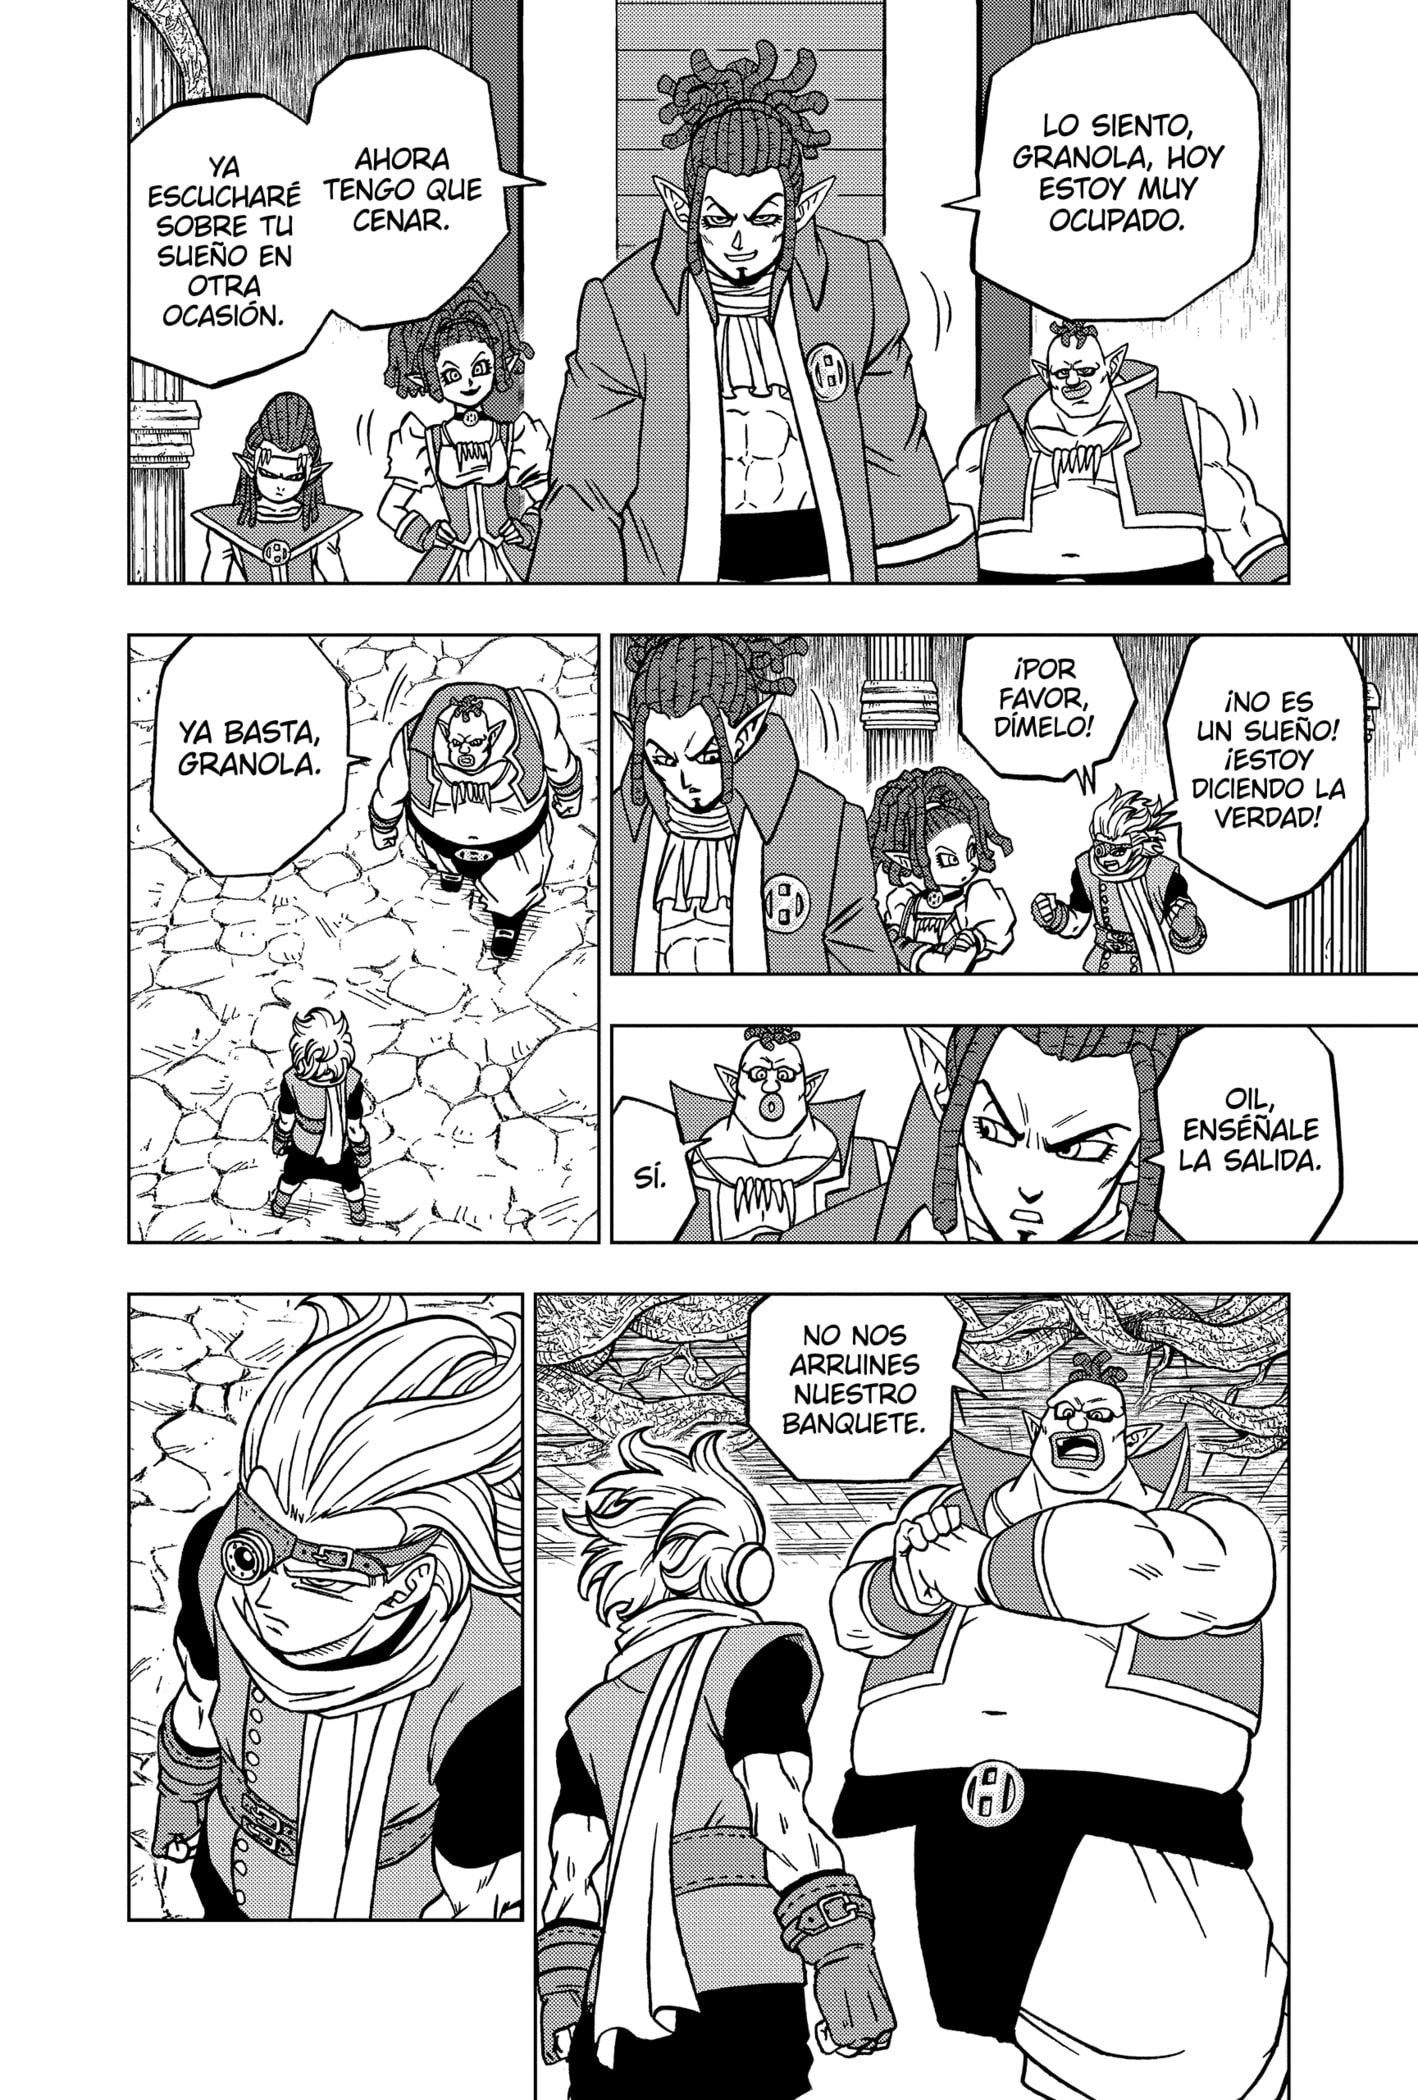 LO SIENTO,
GRANOLA, HOY
ESTOY MUY
OCUPADO.
AHORA
TENGO QUE
CENAR.
YA
ESCUCHARÉ
SOBRE TU
SUEÑO EN
OTRA
OCASIÓN.
¡NO ES
UN SUEÑO!
¡ESTOY
DICIENDO LA
VERDAD!
¡POR
FAVOR,
DÍMELO!
OIL,
ENSÉÑALE
LA SALIDA.
SÍ.
YA BASTA,
GRANOLA.
NO NOS
ARRUINES
NUESTRO
BANQUETE.